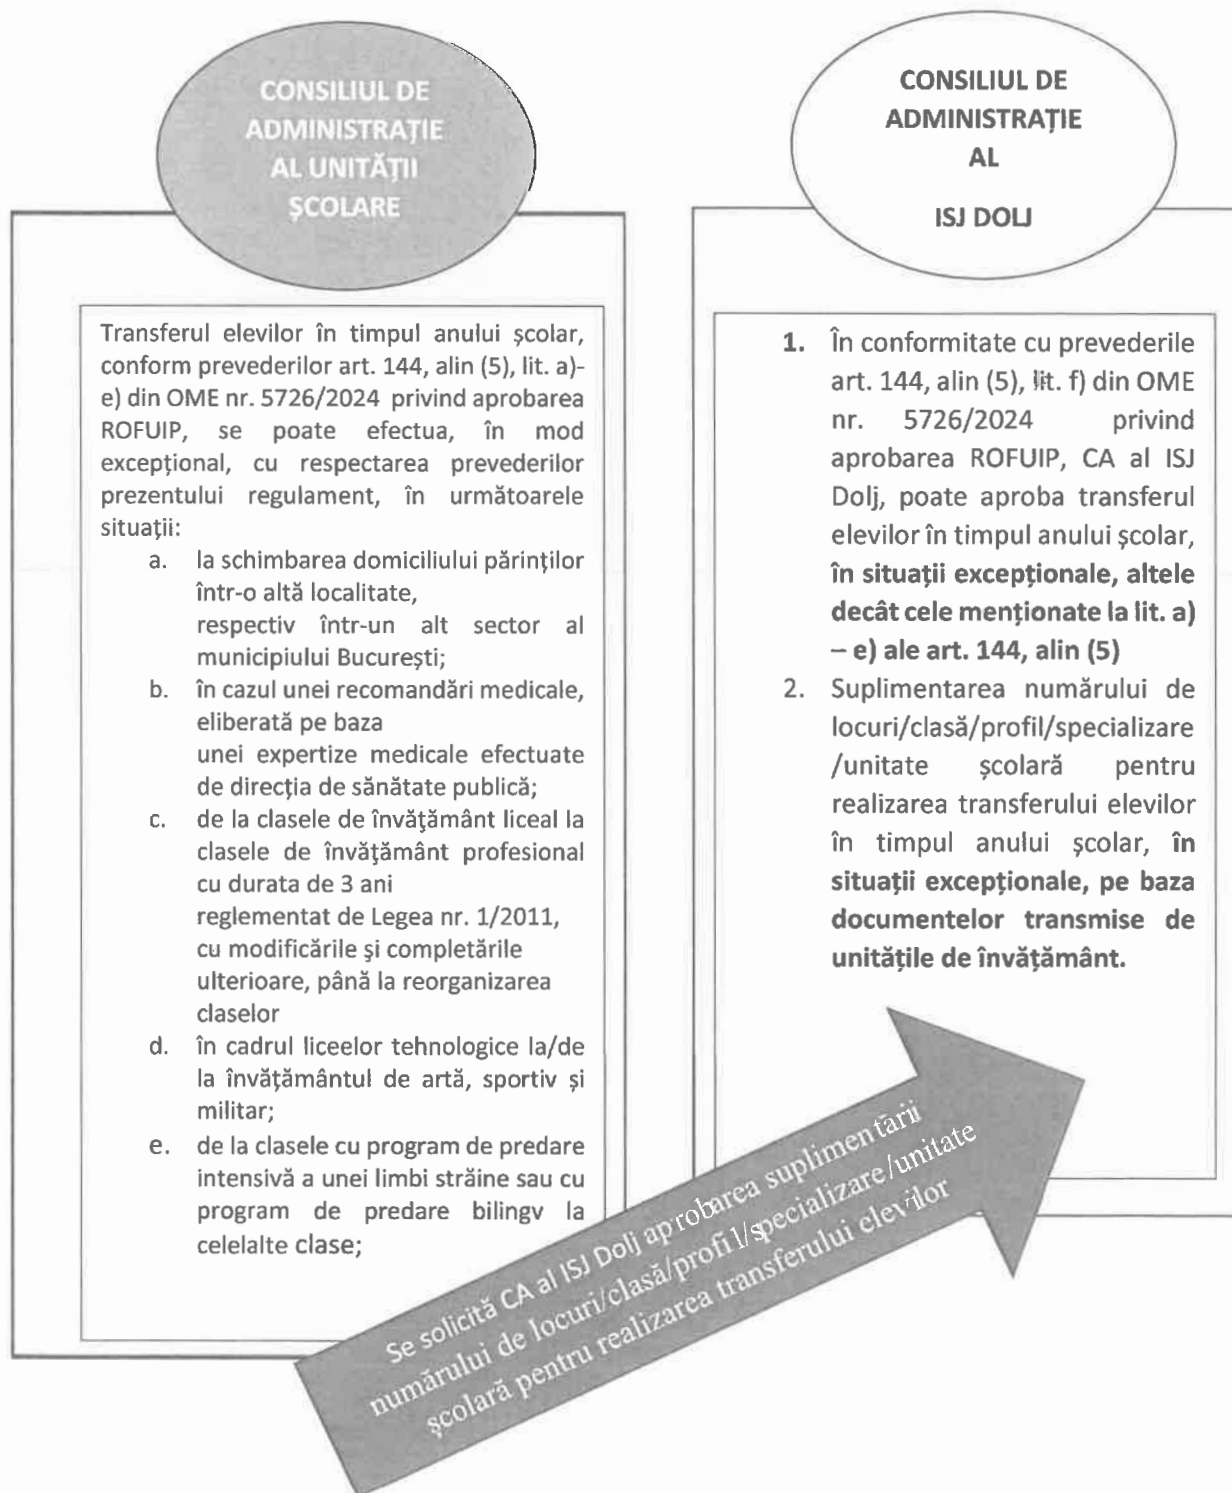 CONSILIUL DE
ADMINISTRAȚIE
AL UNITĂȚII
ȘCOLARE
Transferul elevilor în timpul anului școlar,
conform prevederilor art. 144, alin (5), lit. a)-
e) din OME nr. 5726/2024 privind aprobarea
ROFUIP, se poate efectua, în mod
excepțional, cu respectarea prevederilor
prezentului regulament, în următoarele
situații:
a. la schimbarea domiciliului părinților
într-o altă localitate,
respectiv într-un alt sector al
municipiului București;
b. în cazul unei recomandări medicale,
eliberată pe baza
unei expertize medicale efectuate
de direcția de sănătate publică;
c. de la clasele de învățământ liceal la
clasele de învățământ profesional
cu durata de 3 ani
reglementat de Legea nr. 1/2011,
cu modificările și completările
ulterioare, până la reorganizarea
claselor
d. în cadrul liceelor tehnologice la/de
la învățământul de artă, sportiv și
militar;
e. de la clasele cu program de predare
intensivă a unei limbi străine sau cu
program de predare bilingv la
celelalte clase;
CONSILIUL DE
ADMINISTRAȚIE
AL
ISJ DOLJ
1. În conformitate cu prevederile
art. 144, alin (5), lit. f) din OME
nr. 5726/2024 privind
aprobarea ROFUIP, CA al ISJ
Dolj, poate aproba transferul
elevilor în timpul anului școlar,
în situații excepționale, altele
decât cele menționate la lit. a)
– e) ale art. 144, alin (5)
2. Suplimentarea numărului de
locuri/clasă/profil/specializare
/unitate școlară pentru
realizarea transferului elevilor
în timpul anului școlar, în
situații excepționale, pe baza
documentelor transmise de
unitățile de învățământ.
Se solicită CA al ISJ Dolj aprobarea suplimentării
numărului de locuri/clasă/profil/specializare/unitate
școlară pentru realizarea transferului elevilor